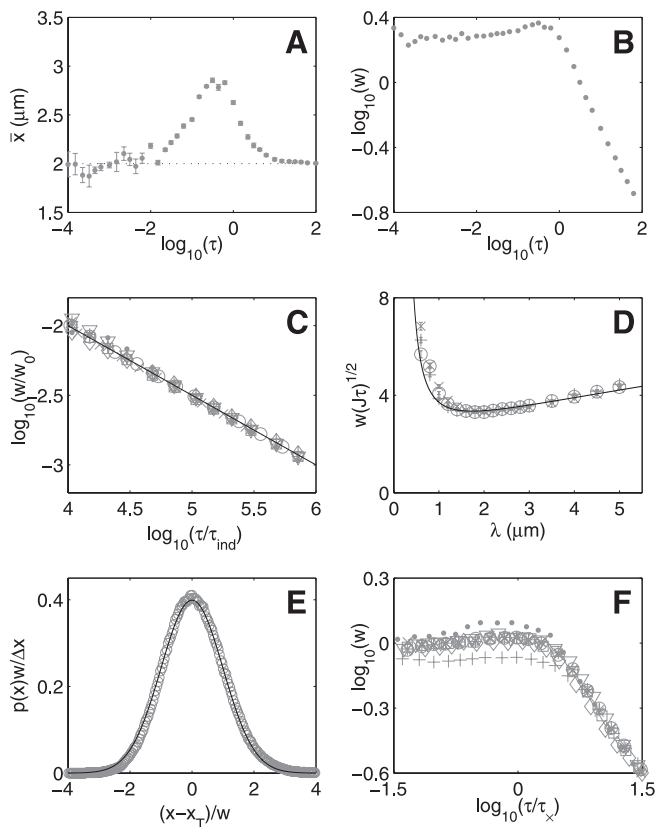 A
x̄ (μm)
3.5
3
2.5
2
1.5
−4 −2 0 2
log₁₀(τ)
B
log₁₀(w)
0.4
0
−0.4
−0.8
−4 −2 0 2
log₁₀(τ)
C
log₁₀(w/w₀)
−2
−2.5
−3
4 4.5 5 5.5 6
log₁₀(τ/τ_ind)
D
w(Jτ)^1/2
8
4
0
0 1 2 3 4 5
λ (μm)
E
p(x)w/Δx
0.4
0.2
0
−4 −2 0 2 4
(x−x_T)/w
F
log₁₀(w)
0.3
0.0
−0.3
−0.6
−1.5 0 1.5
log₁₀(τ/τ_×)